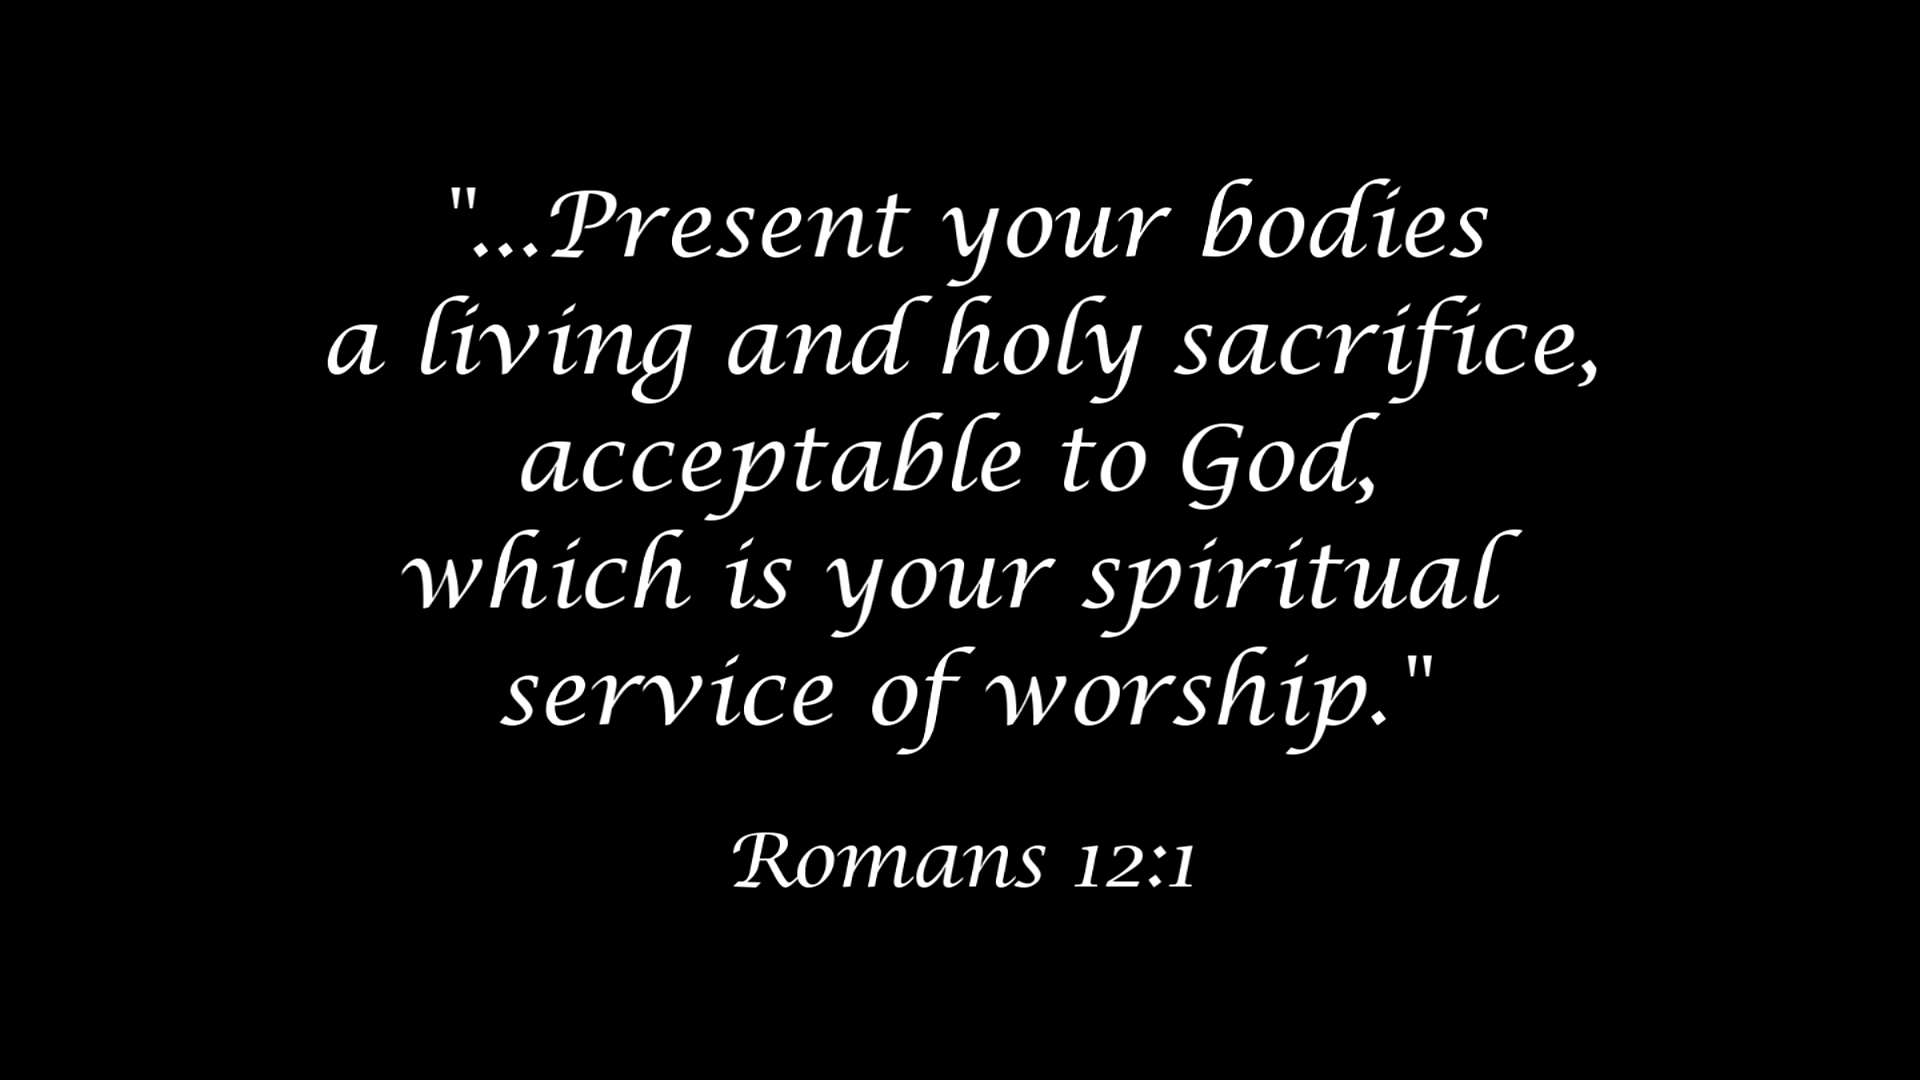 "...Present your bodies
a living and holy sacrifice,
acceptable to God,
which is your spiritual
service of worship."
Romans 12:1